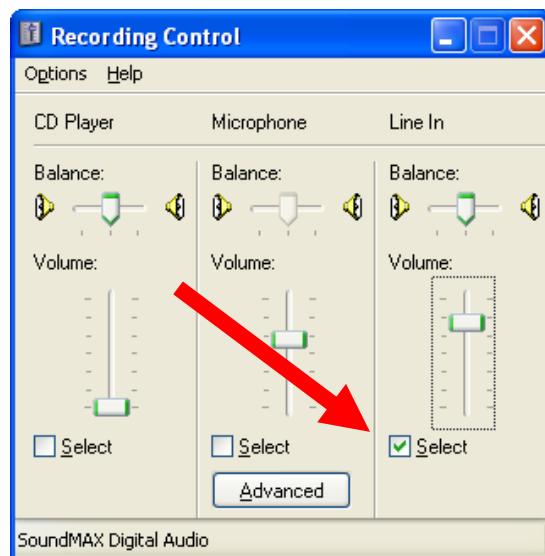 Recording Control
Options Help
CD Player Microphone Line In
Balance: Balance: Balance:
Volume: Volume: Volume:
Select Select Select
Advanced
SoundMAX Digital Audio